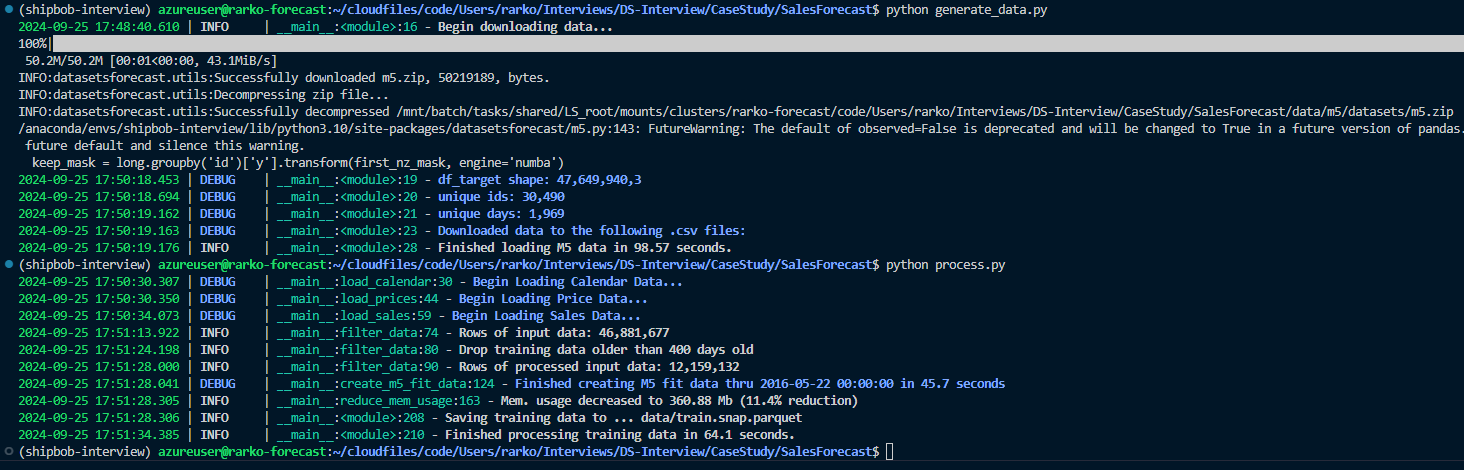 (shipbob-interview) azureuser@rarko-forecast:~/cloudfiles/code/Users/rarko/Interviews/DS-Interview/CaseStudy/SalesForecast$ python generate_data.py
2024-09-25 17:48:40.610 | INFO     | __main__:<module>:16 - Begin downloading data...
100%|
 50.2M/50.2M [00:01<00:00, 43.1MiB/s]
INFO:datasetsforecast.utils:Successfully downloaded m5.zip, 50219189, bytes.
INFO:datasetsforecast.utils:Decompressing zip file...
INFO:datasetsforecast.utils:Successfully decompressed /mnt/batch/tasks/shared/LS_root/mounts/clusters/rarko-forecast/code/Users/rarko/Interviews/DS-Interview/CaseStudy/SalesForecast/data/m5/datasets/m5.zip
/anaconda/envs/shipbob-interview/lib/python3.10/site-packages/datasetsforecast/m5.py:143: FutureWarning: The default of observed=False is deprecated and will be changed to True in a future version of pandas.
 future default and silence this warning.
  keep_mask = long.groupby('id')['y'].transform(first_nz_mask, engine='numba')
2024-09-25 17:50:18.453 | DEBUG    | __main__:<module>:19 - df_target shape: 47,649,940,3
2024-09-25 17:50:18.694 | DEBUG    | __main__:<module>:20 - unique ids: 30,490
2024-09-25 17:50:19.162 | DEBUG    | __main__:<module>:21 - unique days: 1,969
2024-09-25 17:50:19.163 | DEBUG    | __main__:<module>:23 - Downloaded data to the following .csv files:
2024-09-25 17:50:19.176 | INFO     | __main__:<module>:28 - Finished loading M5 data in 98.57 seconds.
(shipbob-interview) azureuser@rarko-forecast:~/cloudfiles/code/Users/rarko/Interviews/DS-Interview/CaseStudy/SalesForecast$ python process.py
2024-09-25 17:50:30.307 | DEBUG    | __main__:load_calendar:30 - Begin Loading Calendar Data...
2024-09-25 17:50:30.350 | DEBUG    | __main__:load_prices:44 - Begin Loading Price Data...
2024-09-25 17:50:34.073 | DEBUG    | __main__:load_sales:59 - Begin Loading Sales Data...
2024-09-25 17:51:13.922 | INFO     | __main__:filter_data:74 - Rows of input data: 46,881,677
2024-09-25 17:51:24.198 | INFO     | __main__:filter_data:80 - Drop training data older than 400 days old
2024-09-25 17:51:28.000 | INFO     | __main__:filter_data:90 - Rows of processed input data: 12,159,132
2024-09-25 17:51:28.041 | DEBUG    | __main__:create_m5_fit_data:124 - Finished creating M5 fit data thru 2016-05-22 00:00:00 in 45.7 seconds
2024-09-25 17:51:28.305 | INFO     | __main__:reduce_mem_usage:163 - Mem. usage decreased to 360.88 Mb (11.4% reduction)
2024-09-25 17:51:28.306 | INFO     | __main__:<module>:208 - Saving training data to ... data/train.snap.parquet
2024-09-25 17:51:34.385 | INFO     | __main__:<module>:210 - Finished processing training data in 64.1 seconds.
(shipbob-interview) azureuser@rarko-forecast:~/cloudfiles/code/Users/rarko/Interviews/DS-Interview/CaseStudy/SalesForecast$